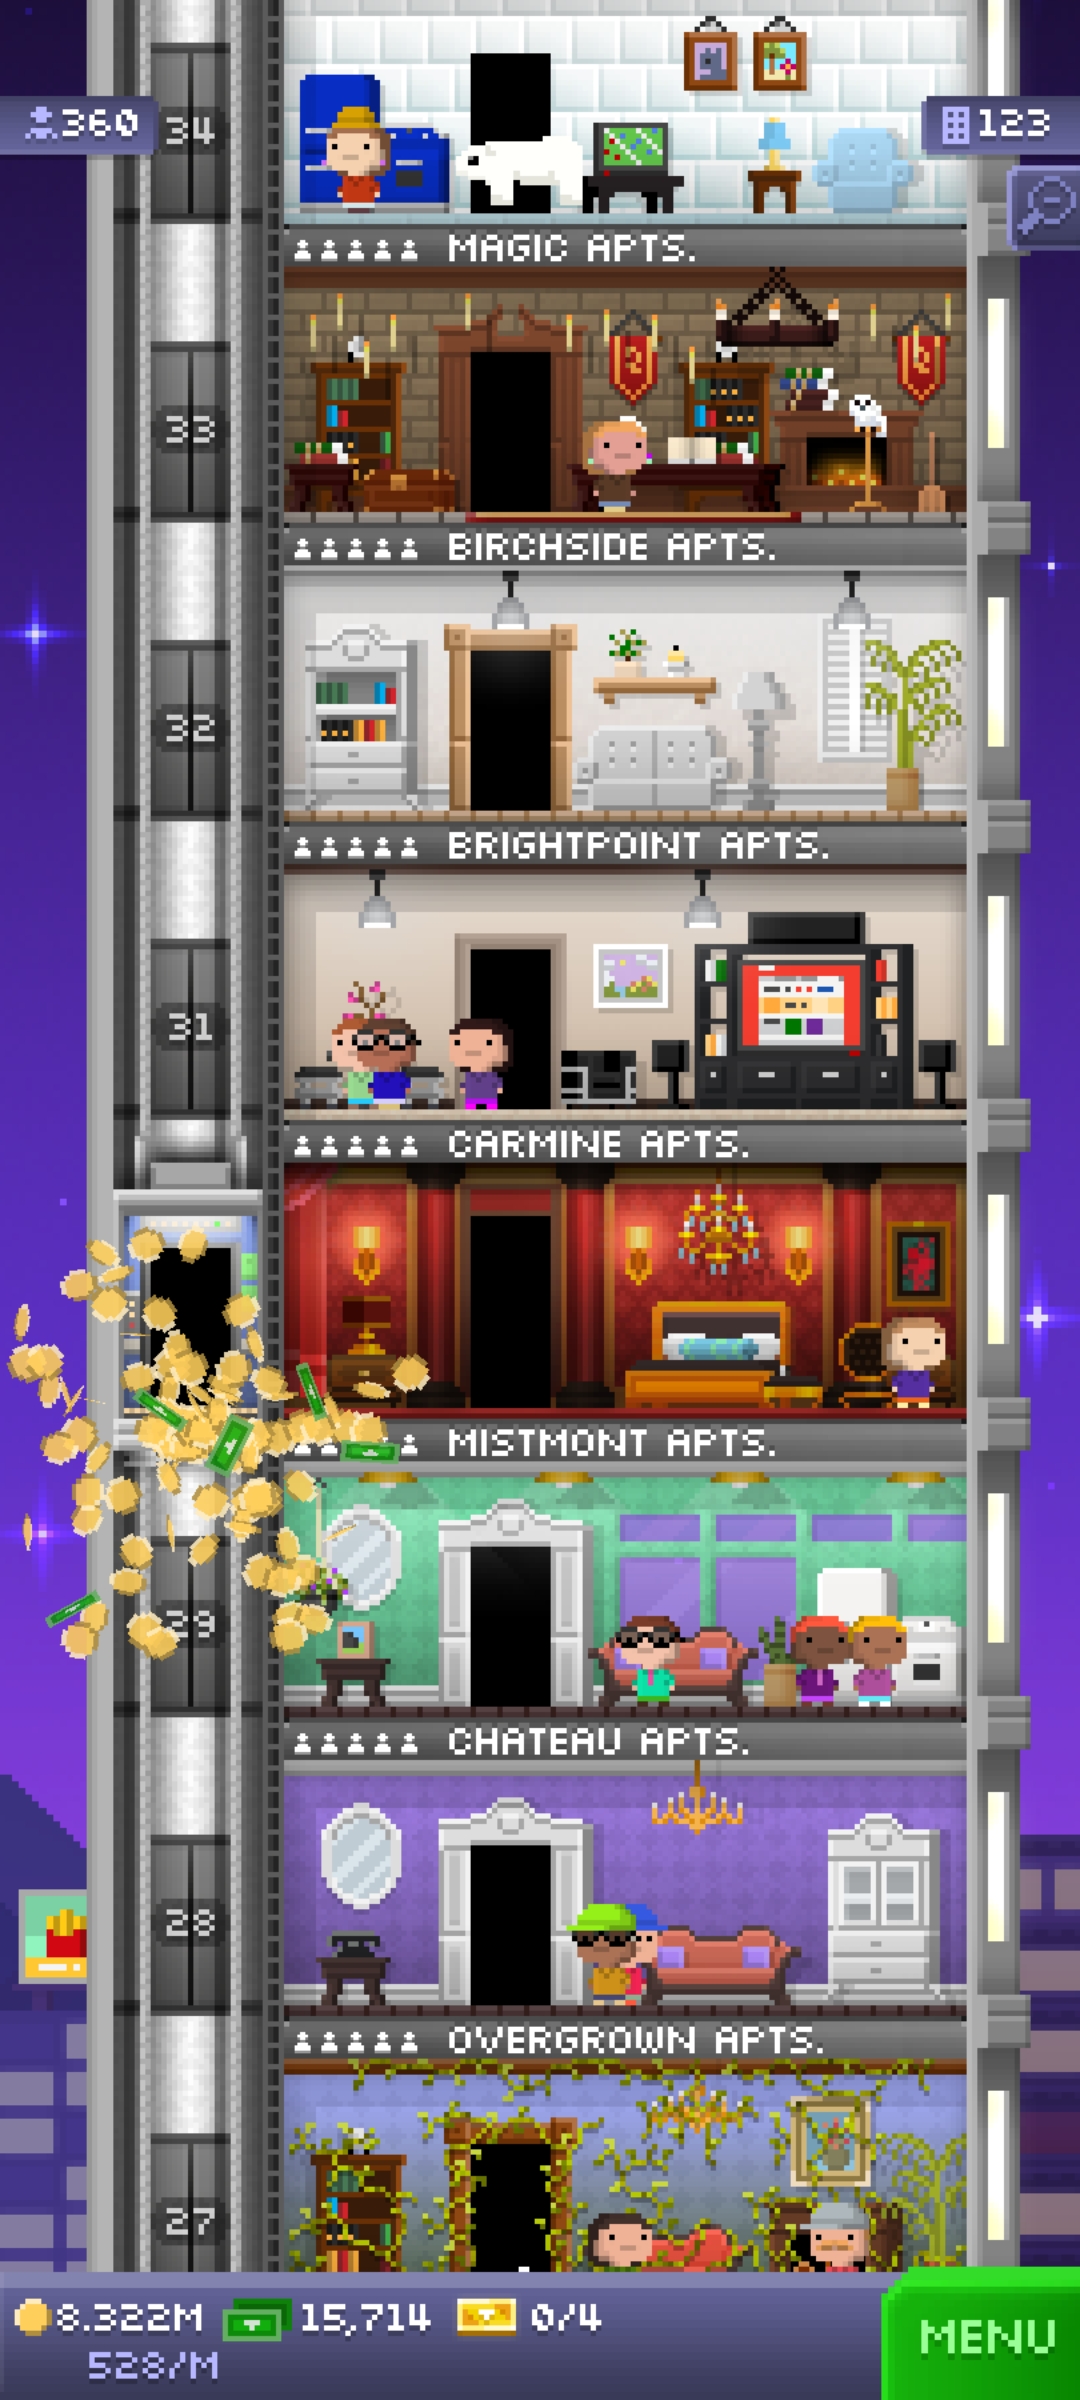 360
34
123
MAGIC APTS.
33
BIRCHSIDE APTS.
32
BRIGHTPOINT APTS.
31
CARMINE APTS.
MISTMONT APTS.
29
CHATEAU APTS.
28
OVERGROWN APTS.
27
8.322M 15,714 0/4
528/M
MENU